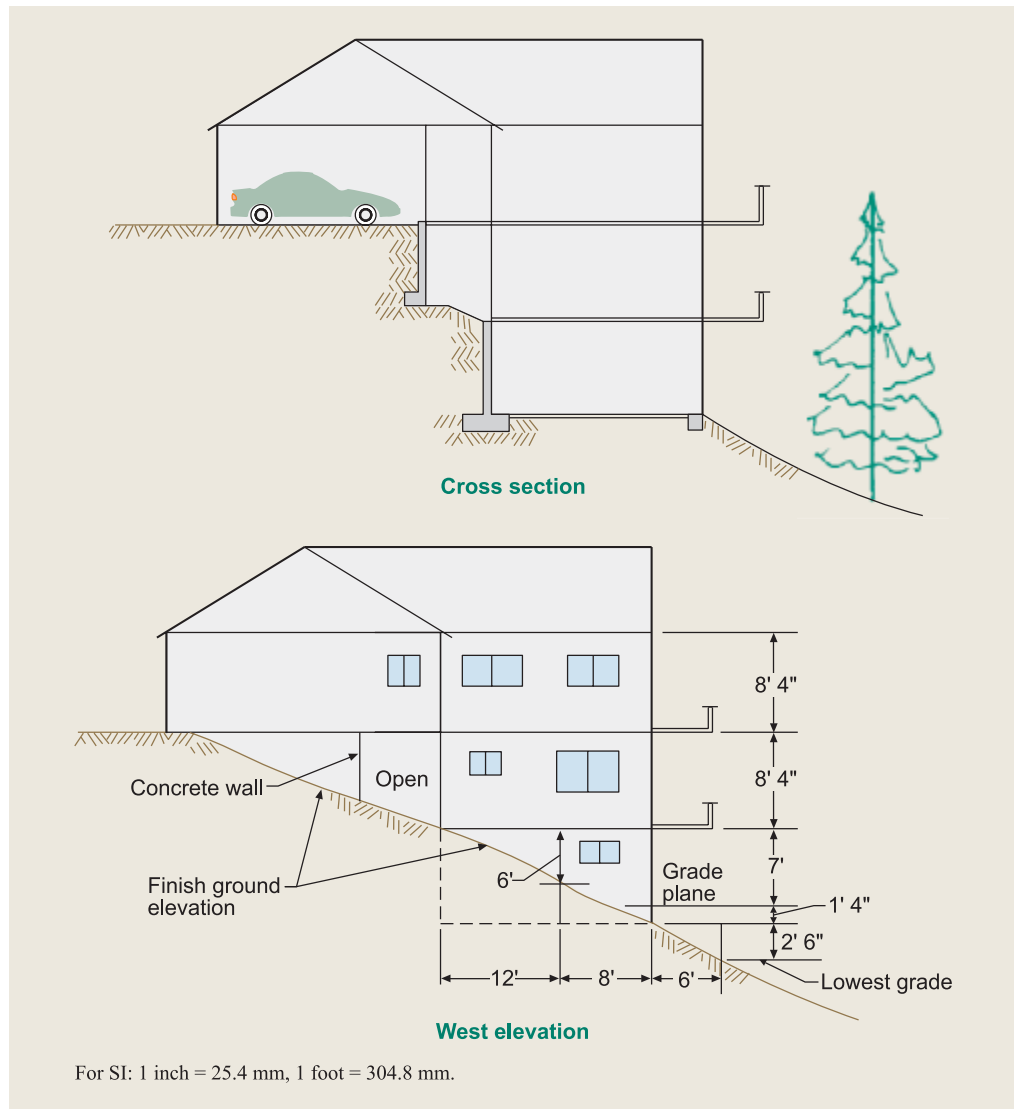 Cross section
8' 4"
Concrete wall
Open
8' 4"
Finish ground
elevation
6'
Grade
plane
7'
1' 4"
2' 6"
12'
8'
6'
Lowest grade
West elevation
For SI: 1 inch = 25.4 mm, 1 foot = 304.8 mm.